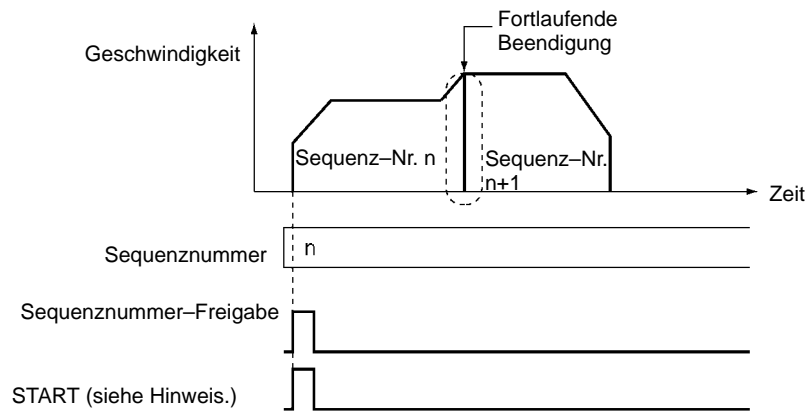 Fortlaufende
Beendigung
Geschwindigkeit
Sequenz–Nr. n
Sequenz–Nr.
n+1
Zeit
Sequenznummer
n
Sequenznummer–Freigabe
START (siehe Hinweis.)